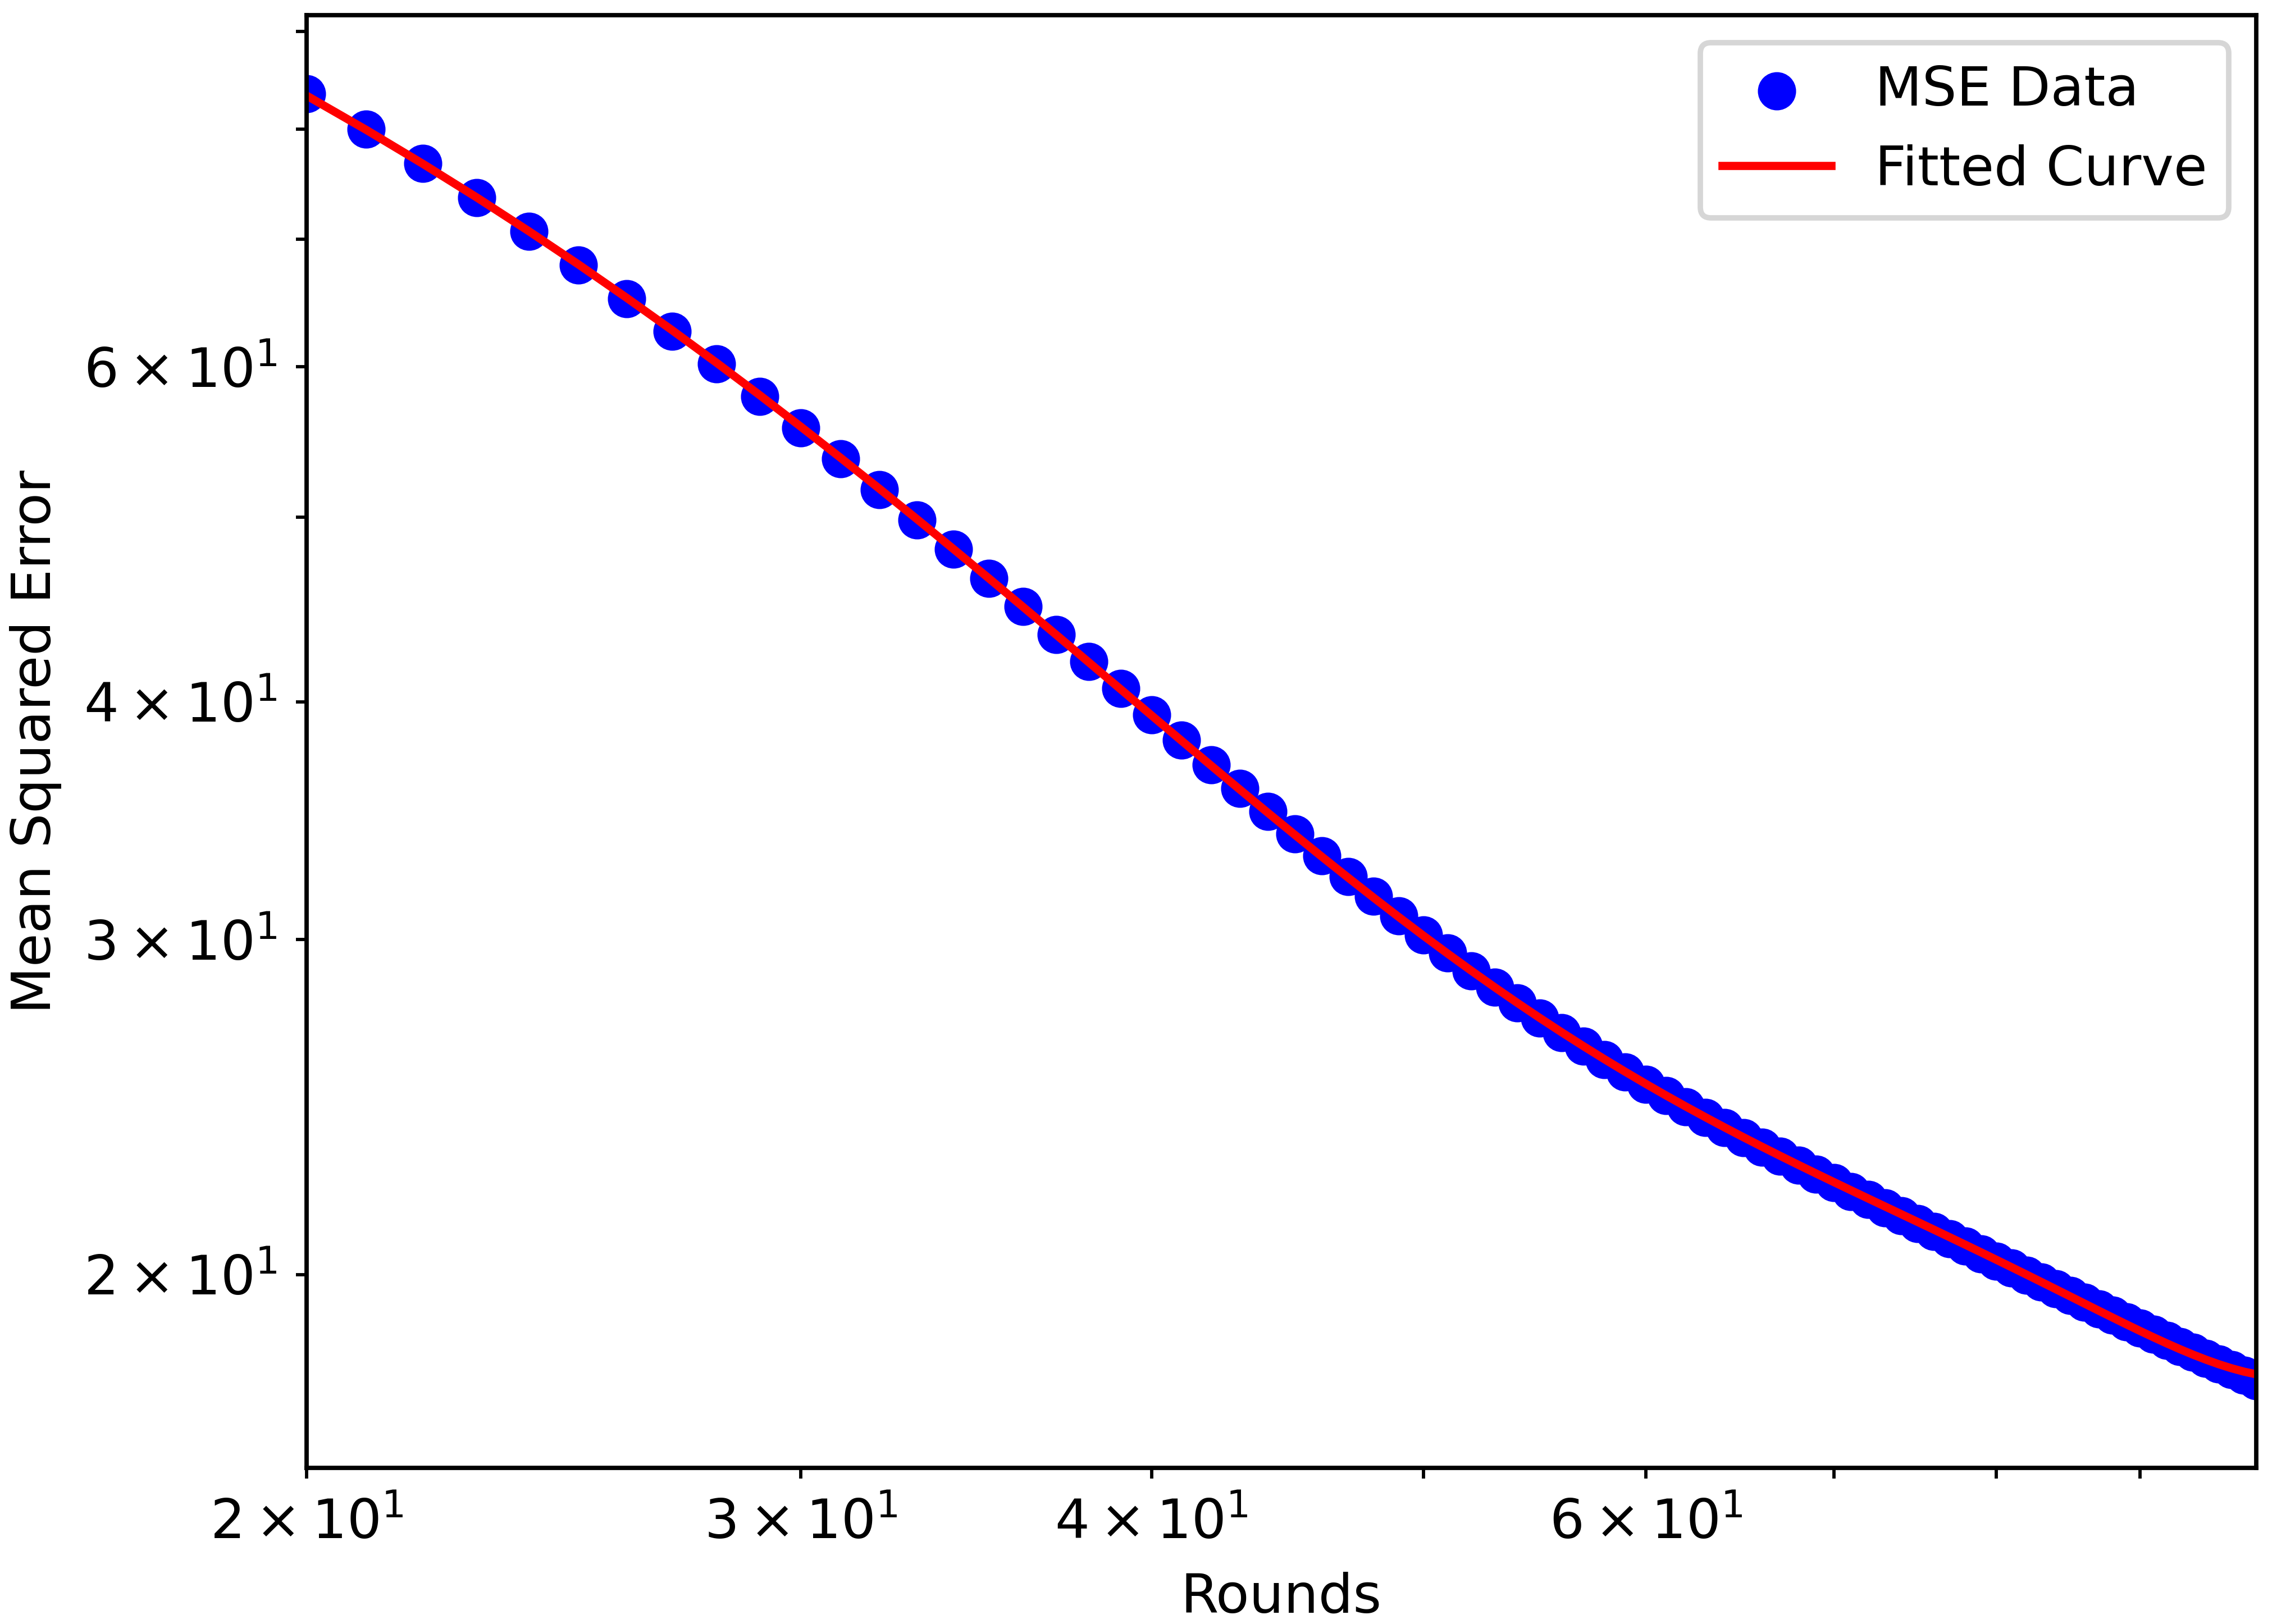 MSE Data
Fitted Curve
6 × 10¹
4 × 10¹
3 × 10¹
2 × 10¹
Mean Squared Error
2 × 10¹ 3 × 10¹ 4 × 10¹ 6 × 10¹
Rounds